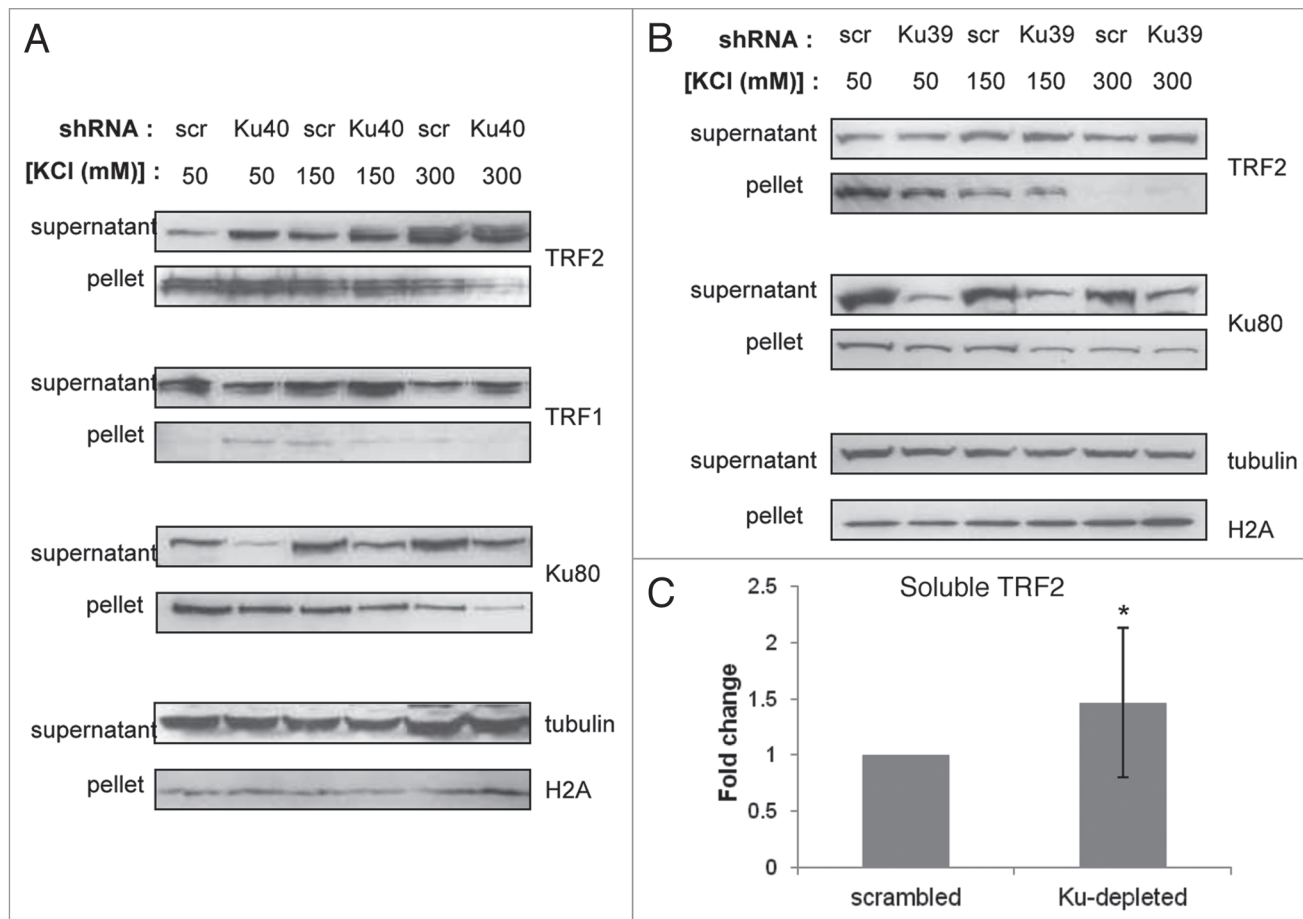 A
shRNA : scr Ku40 scr Ku40 scr Ku40
[KCl (mM)] : 50 50 150 150 300 300
supernatant
TRF2
pellet
supernatant
TRF1
pellet
supernatant
Ku80
pellet
supernatant
tubulin
pellet
H2A
B
shRNA : scr Ku39 scr Ku39 scr Ku39
[KCl (mM)] : 50 50 150 150 300 300
supernatant
TRF2
pellet
supernatant
Ku80
pellet
supernatant
tubulin
pellet
H2A
C
Soluble TRF2
Fold change
2.5
2
1.5
1
0.5
0
*
scrambled
Ku-depleted